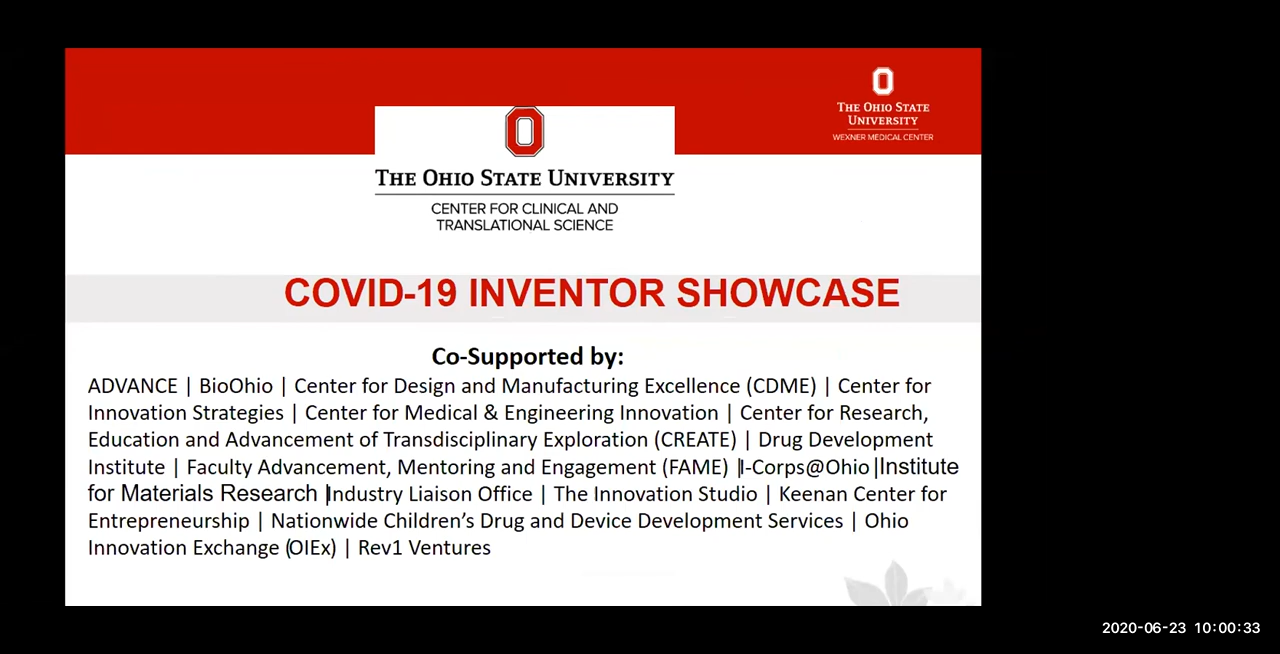 THE OHIO STATE
UNIVERSITY
WEXNER MEDICAL CENTER
THE OHIO STATE UNIVERSITY
CENTER FOR CLINICAL AND
TRANSLATIONAL SCIENCE
COVID-19 INVENTOR SHOWCASE
Co-Supported by:
ADVANCE | BioOhio | Center for Design and Manufacturing Excellence (CDME) | Center for
Innovation Strategies | Center for Medical & Engineering Innovation | Center for Research,
Education and Advancement of Transdisciplinary Exploration (CREATE) | Drug Development
Institute | Faculty Advancement, Mentoring and Engagement (FAME) |I-Corps@Ohio |Institute
for Materials Research |Industry Liaison Office | The Innovation Studio | Keenan Center for
Entrepreneurship | Nationwide Children’s Drug and Device Development Services | Ohio
Innovation Exchange (OIEx) | Rev1 Ventures
2020-06-23 10:00:33